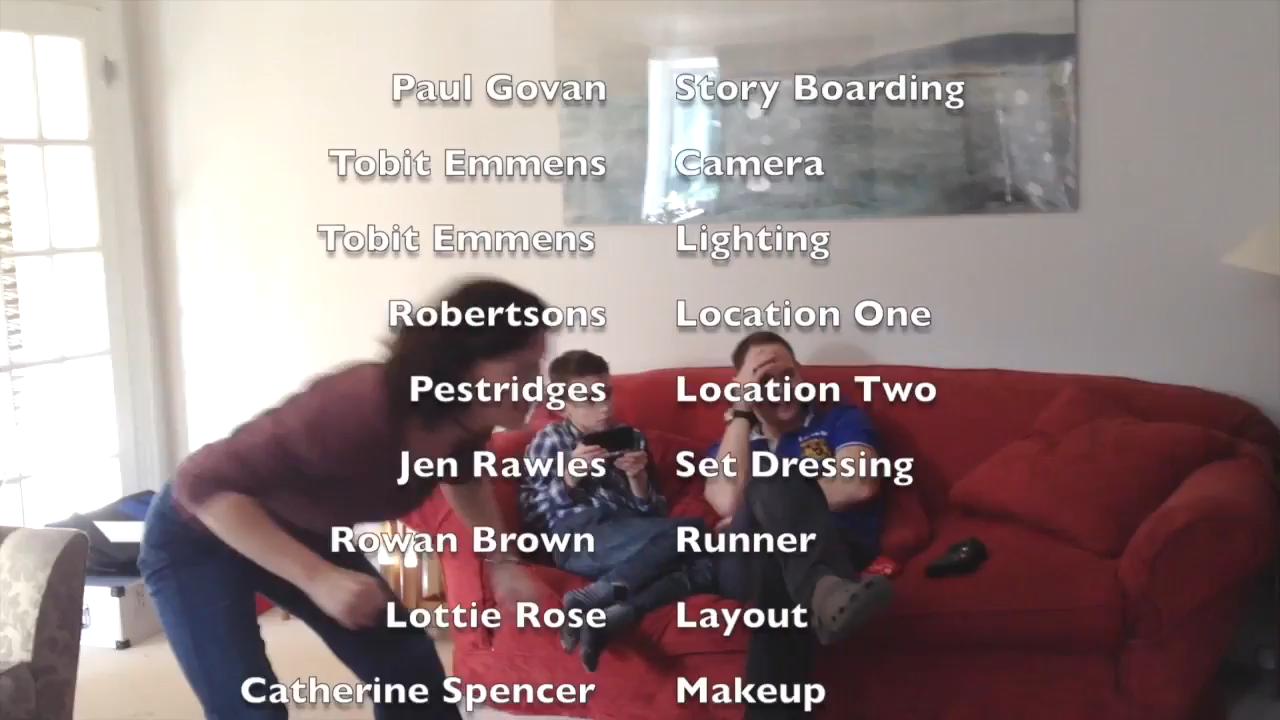 Paul Govan Story Boarding
Tobit Emmens Camera
Tobit Emmens Lighting
Robertsons Location One
Pestridges Location Two
Jen Rawles Set Dressing
Rowan Brown Runner
Lottie Rose Layout
Catherine Spencer Makeup